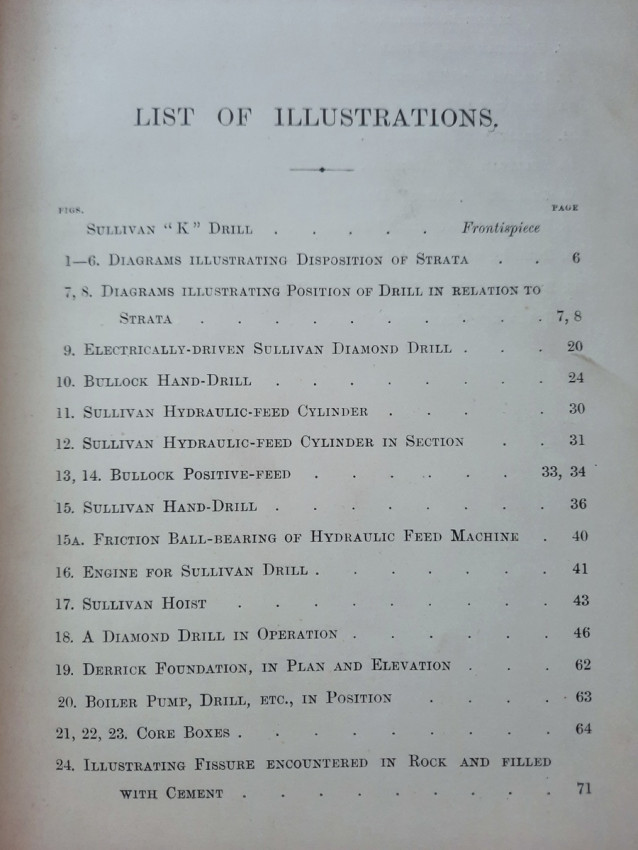 LIST OF ILLUSTRATIONS.
FIGS. PAGE
SULLIVAN "K" DRILL . . . . . Frontispiece
1—6. DIAGRAMS ILLUSTRATING DISPOSITION OF STRATA . . 6
7, 8. DIAGRAMS ILLUSTRATING POSITION OF DRILL IN RELATION TO
STRATA . . . . . . . . . . 7, 8
9. ELECTRICALLY-DRIVEN SULLIVAN DIAMOND DRILL . . . 20
10. BULLOCK HAND-DRILL . . . . . . . . 24
11. SULLIVAN HYDRAULIC-FEED CYLINDER . . . . 30
12. SULLIVAN HYDRAULIC-FEED CYLINDER IN SECTION . . 31
13, 14. BULLOCK POSITIVE-FEED . . . . . . 33, 34
15. SULLIVAN HAND-DRILL . . . . . . . . 36
15A. FRICTION BALL-BEARING OF HYDRAULIC FEED MACHINE . 40
16. ENGINE FOR SULLIVAN DRILL . . . . . . . 41
17. SULLIVAN HOIST . . . . . . . . . 43
18. A DIAMOND DRILL IN OPERATION . . . . . . 46
19. DERRICK FOUNDATION, IN PLAN AND ELEVATION . . . 62
20. BOILER PUMP, DRILL, ETC., IN POSITION . . . . 63
21, 22, 23. CORE BOXES . . . . . . . . . 64
24. ILLUSTRATING FISSURE ENCOUNTERED IN ROCK AND FILLED
WITH CEMENT . . . . . . . . . 71